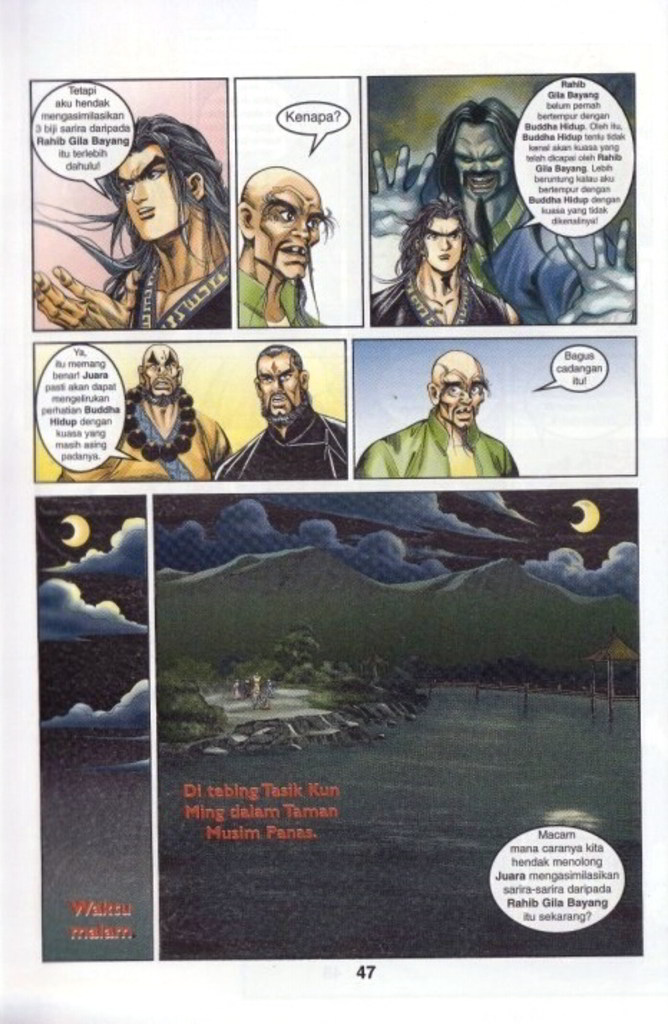 Tetapi
aku hendak
mengasimilasikan
3 biji sarira daripada
Rahib Gila Bayang
itu terlebih
dahulu!
Kenapa?
Rahib
Gila Bayang
belum pernah
bertempur dengan
Buddha Hidup. Oleh itu,
Buddha Hidup tentu tidak
kenal akan kuasa yang
telah dicapai oleh Rahib
Gila Bayang. Lebih
beruntung kalau aku
bertempur dengan
Buddha Hidup dengan
kuasa yang tidak
dikenalinya!
Ya,
itu memang
benar! Juara
pasti akan dapat
mengelirukan
perhatian Buddha
Hidup dengan
kuasa yang
masih asing
padanya.
Bagus
cadangan
itu!
Waktu
malam.
Di tebing Tasik Kun
Ming dalam Taman
Musim Panas.
Macam
mana caranya kita
hendak menolong
Juara mengasimilasikan
sarira-sarira daripada
Rahib Gila Bayang
itu sekarang?
47